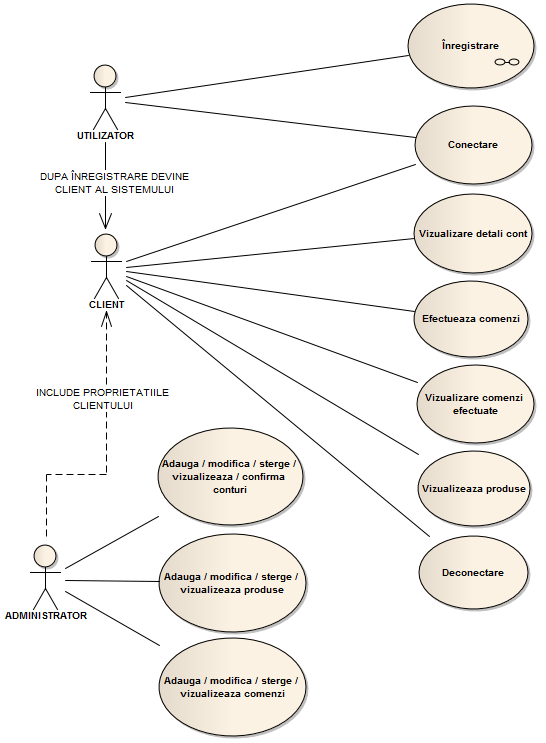 Înregistrare
UTILIZATOR
Conectare
DUPA ÎNREGISTRARE DEVINE
CLIENT AL SISTEMULUI
Vizualizare detali cont
CLIENT
Efectueaza comenzi
INCLUDE PROPRIETATIILE
CLIENTULUI
Vizualizare comenzi
efectuate
Adauga / modifica / sterge /
vizualizeaza / confirma
conturi
Vizualizeaza produse
Deconectare
Adauga / modifica / sterge /
vizualizeaza produse
ADMINISTRATOR
Adauga / modifica / sterge /
vizualizeaza comenzi